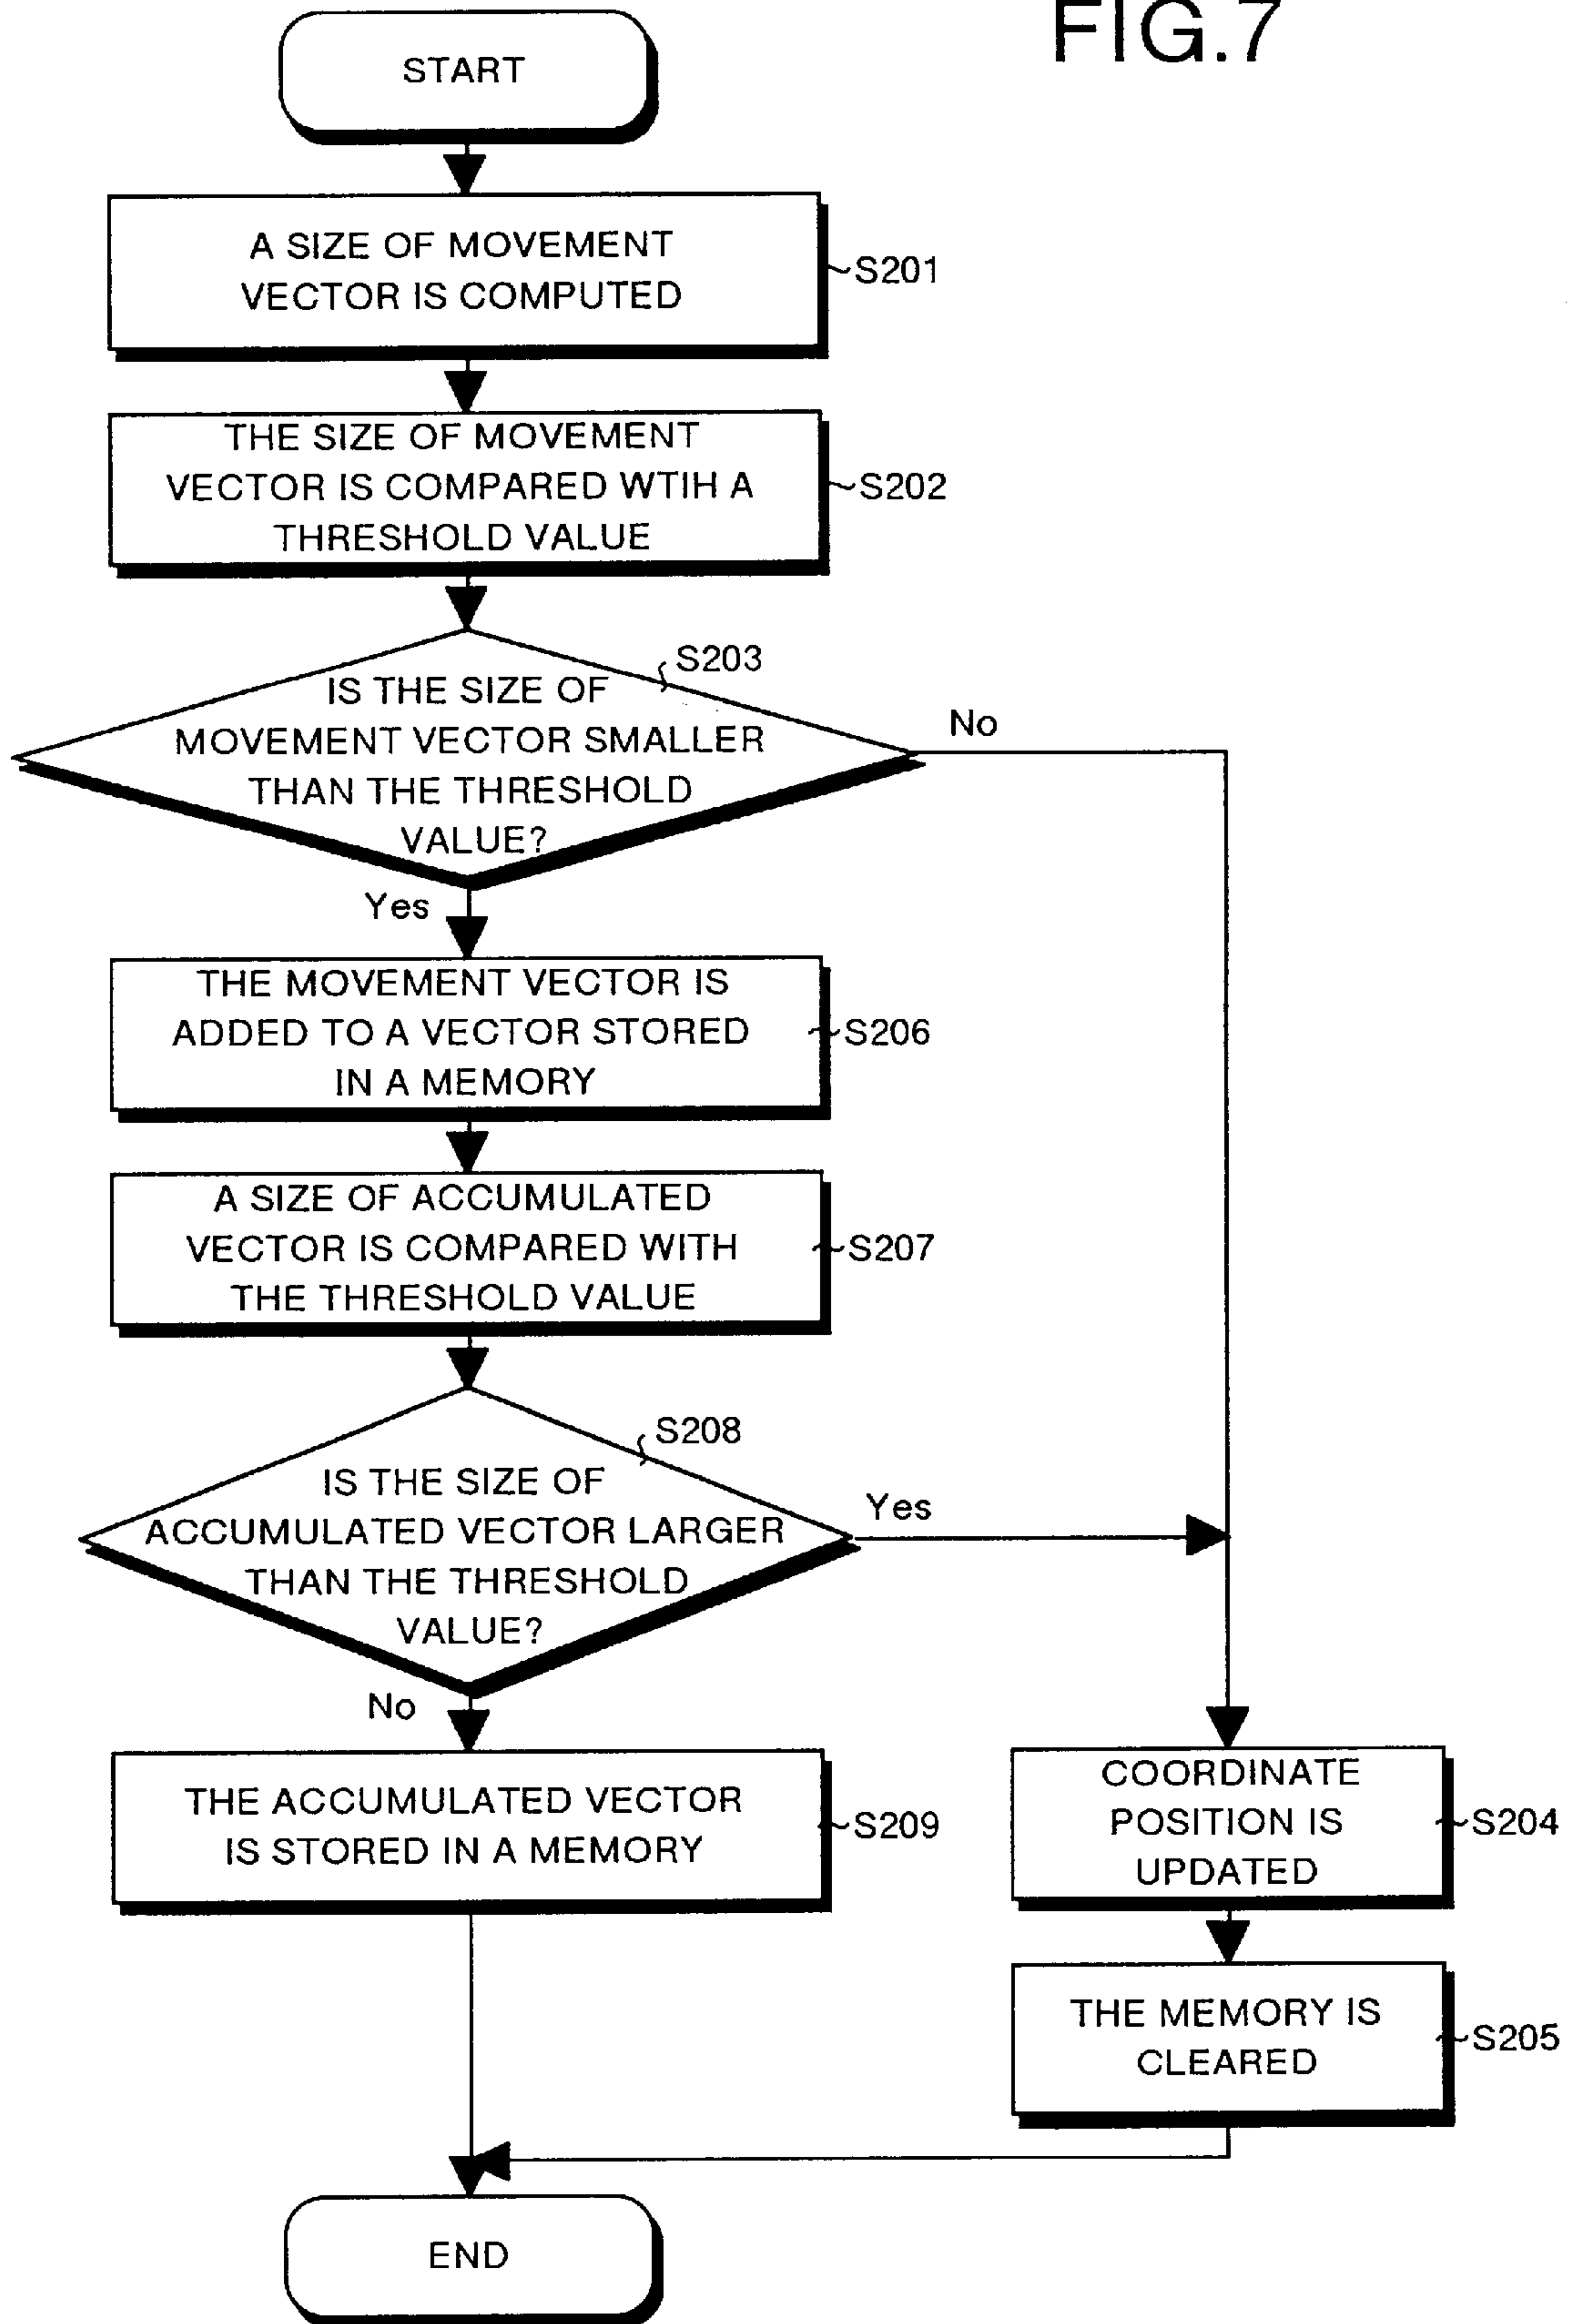 FIG.7
START
A SIZE OF MOVEMENT
VECTOR IS COMPUTED
S201
THE SIZE OF MOVEMENT
VECTOR IS COMPARED WTIH A
THRESHOLD VALUE
S202
S203
IS THE SIZE OF
MOVEMENT VECTOR SMALLER
THAN THE THRESHOLD
VALUE?
No
Yes
THE MOVEMENT VECTOR IS
ADDED TO A VECTOR STORED
IN A MEMORY
S206
A SIZE OF ACCUMULATED
VECTOR IS COMPARED WITH
THE THRESHOLD VALUE
S207
S208
IS THE SIZE OF
ACCUMULATED VECTOR LARGER
THAN THE THRESHOLD
VALUE?
Yes
No
THE ACCUMULATED VECTOR
IS STORED IN A MEMORY
S209
COORDINATE
POSITION IS
UPDATED
S204
THE MEMORY IS
CLEARED
S205
END